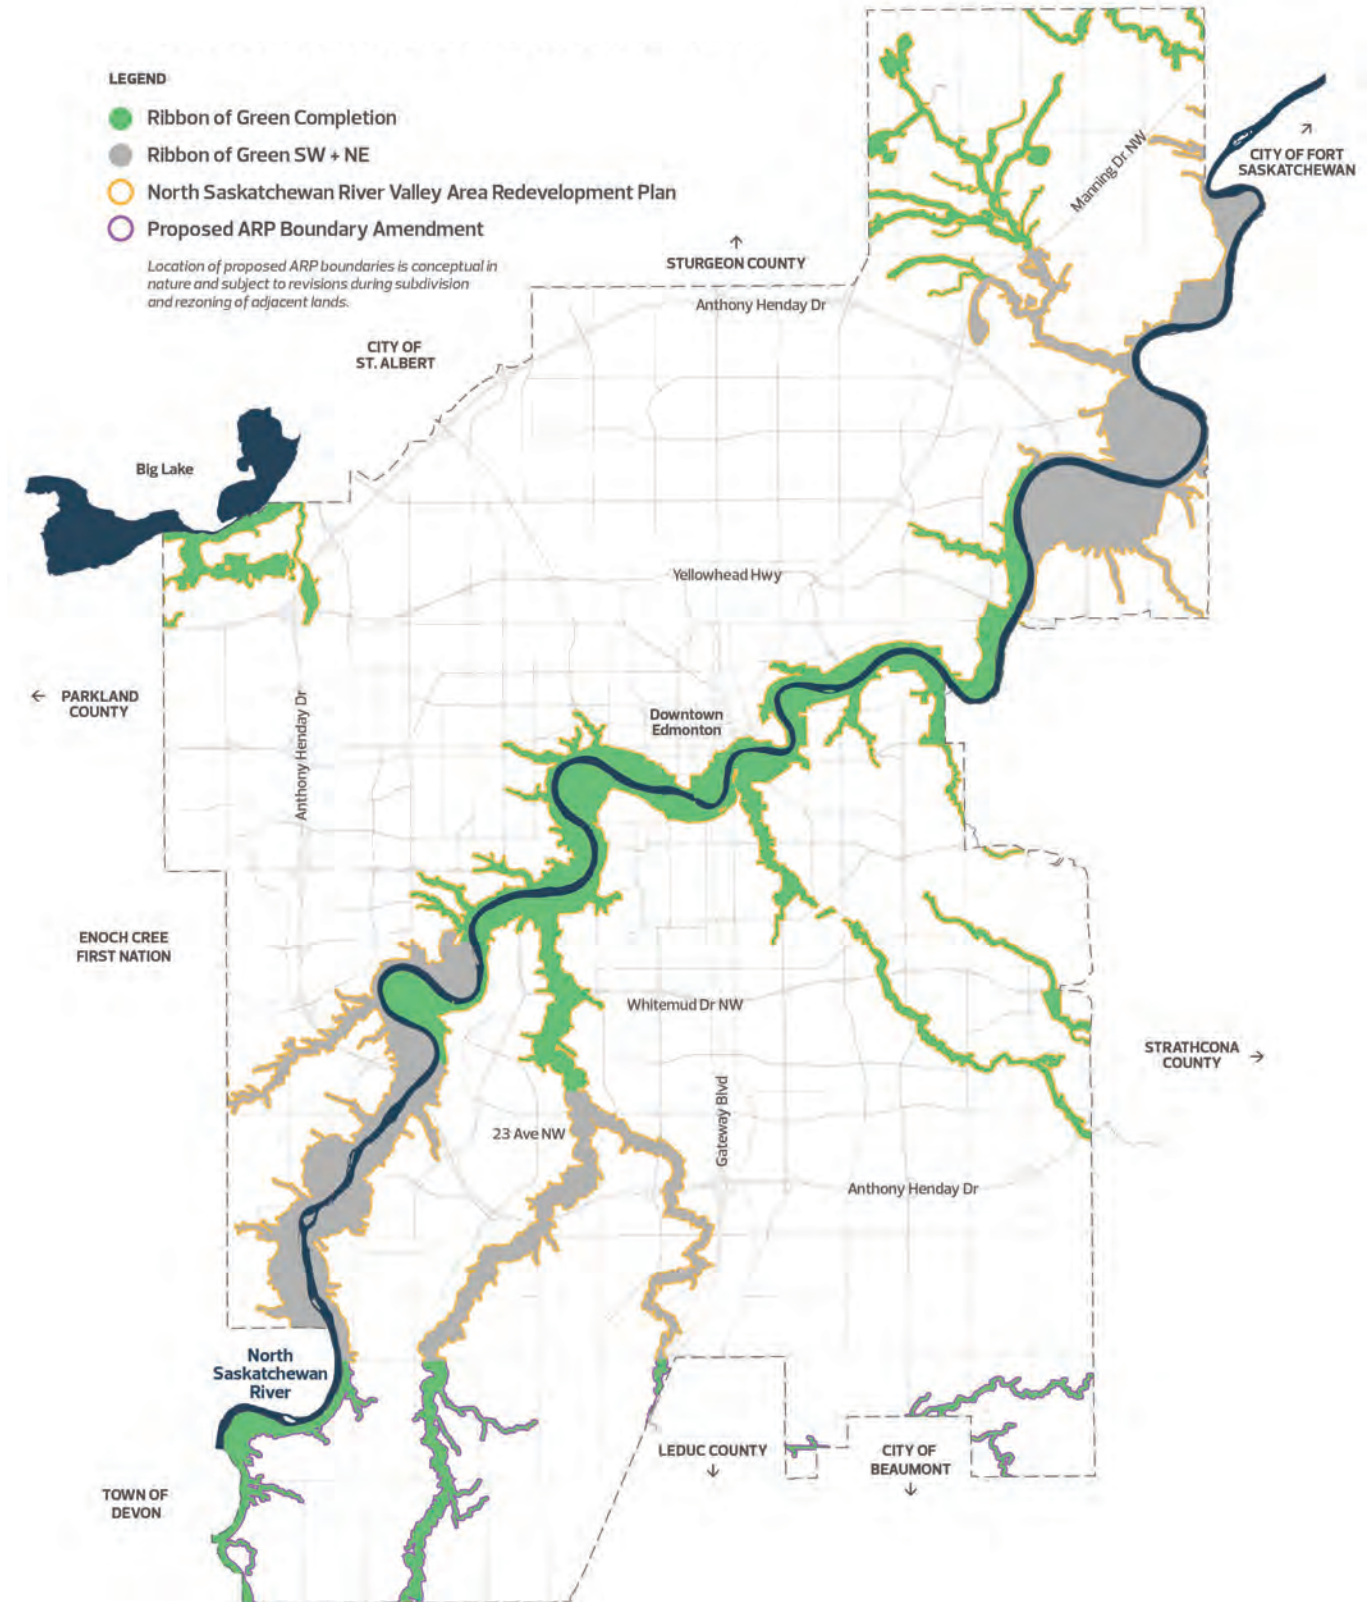 LEGEND
Ribbon of Green Completion
Ribbon of Green SW + NE
North Saskatchewan River Valley Area Redevelopment Plan
Proposed ARP Boundary Amendment
Location of proposed ARP boundaries is conceptual in
nature and subject to revisions during subdivision
and rezoning of adjacent lands.
Manning Dr NW
CITY OF FORT
SASKATCHEWAN
STURGEON COUNTY
Anthony Henday Dr
CITY OF
ST. ALBERT
Big Lake
Yellowhead Hwy
PARKLAND
COUNTY
Anthony Henday Dr
Downtown
Edmonton
ENOCH CREE
FIRST NATION
Whitemud Dr NW
STRATHCONA
COUNTY
Gateway Blvd
23 Ave NW
Anthony Henday Dr
North
Saskatchewan
River
LEDUC COUNTY
CITY OF
BEAUMONT
TOWN OF
DEVON